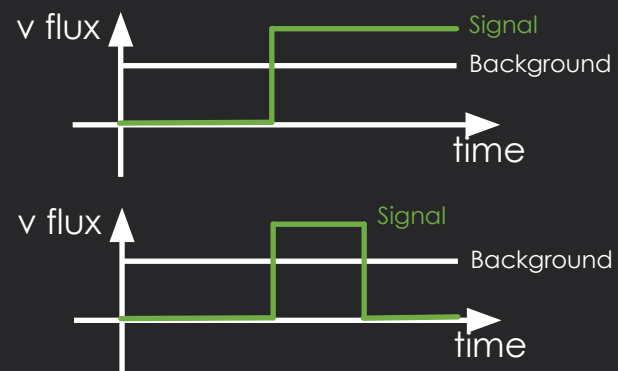 v flux
Signal
Background
time
v flux
Signal
Background
time